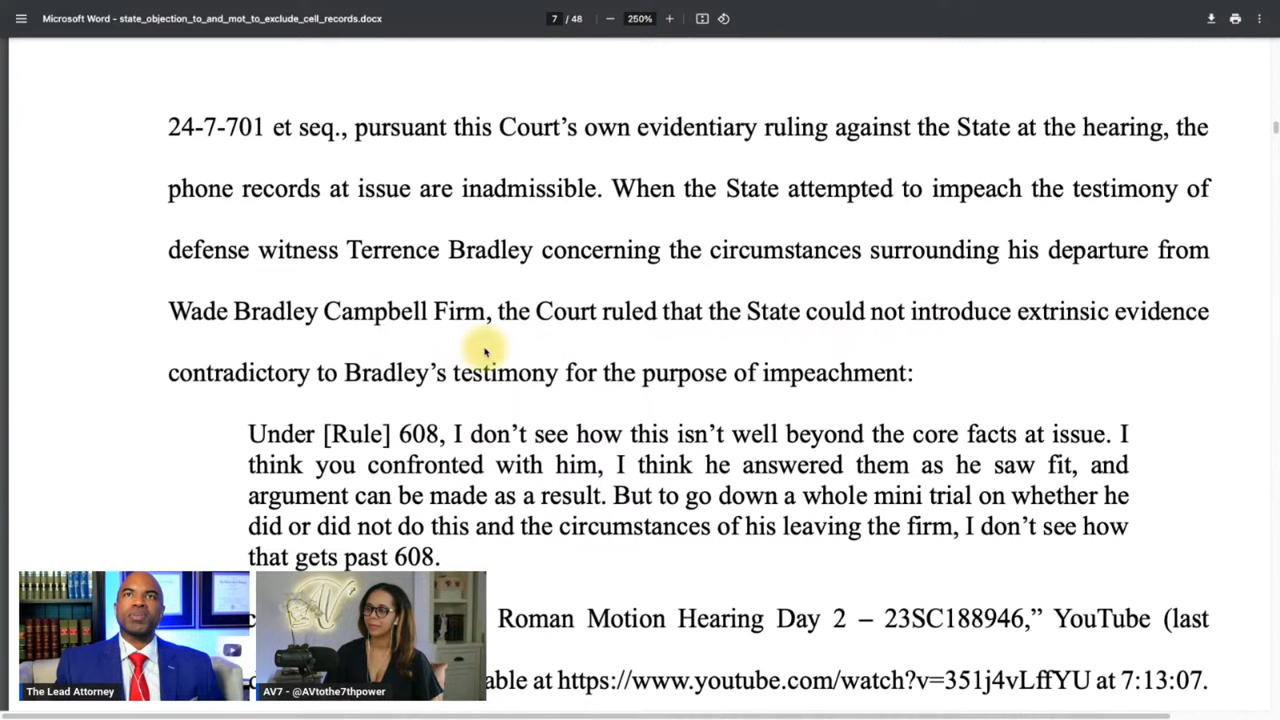 Microsoft Word - state_objection_to_and_mot_to_exclude_cell_records.docx
7 / 48
250%
24-7-701 et seq., pursuant this Court’s own evidentiary ruling against the State at the hearing, the
phone records at issue are inadmissible. When the State attempted to impeach the testimony of
defense witness Terrence Bradley concerning the circumstances surrounding his departure from
Wade Bradley Campbell Firm, the Court ruled that the State could not introduce extrinsic evidence
contradictory to Bradley’s testimony for the purpose of impeachment:
Under [Rule] 608, I don’t see how this isn’t well beyond the core facts at issue. I
think you confronted with him, I think he answered them as he saw fit, and
argument can be made as a result. But to go down a whole mini trial on whether he
did or did not do this and the circumstances of his leaving the firm, I don’t see how
that gets past 608.
Roman Motion Hearing Day 2 – 23SC188946,” YouTube (last
able at https://www.youtube.com/watch?v=351j4vLffYU at 7:13:07.
The Lead Attorney
AV7 - @AVtothe7thpower